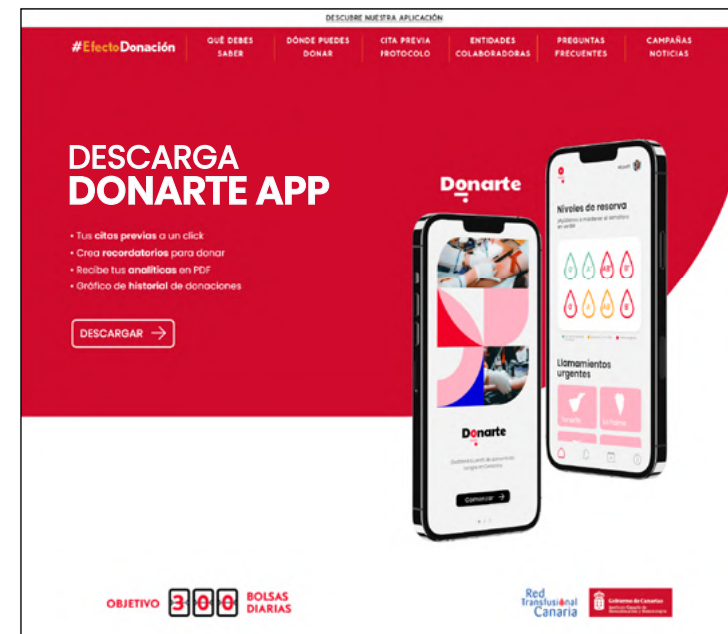 DESCUBRE NUESTRA APLICACIÓN
#EfectoDonación
QUÉ DEBES
SABER
DÓNDE PUEDES
DONAR
CITA PREVIA
PROTOCOLO
ENTIDADES
COLABORADORAS
PREGUNTAS
FRECUENTES
CAMPAÑAS
NOTICIAS
DESCARGA
DONARTE APP
• Tus citas previas a un click
• Crea recordatorios para donar
• Recibe tus analíticas en PDF
• Gráfico de historial de donaciones
DESCARGAR →
Donarte
Donarte
Comenzar →
Niveles de reserva
Llamamientos
urgentes
Tenerife
OBJETIVO 300 BOLSAS
DIARIAS
Red
Transfusional
Canaria
Gobierno de Canarias